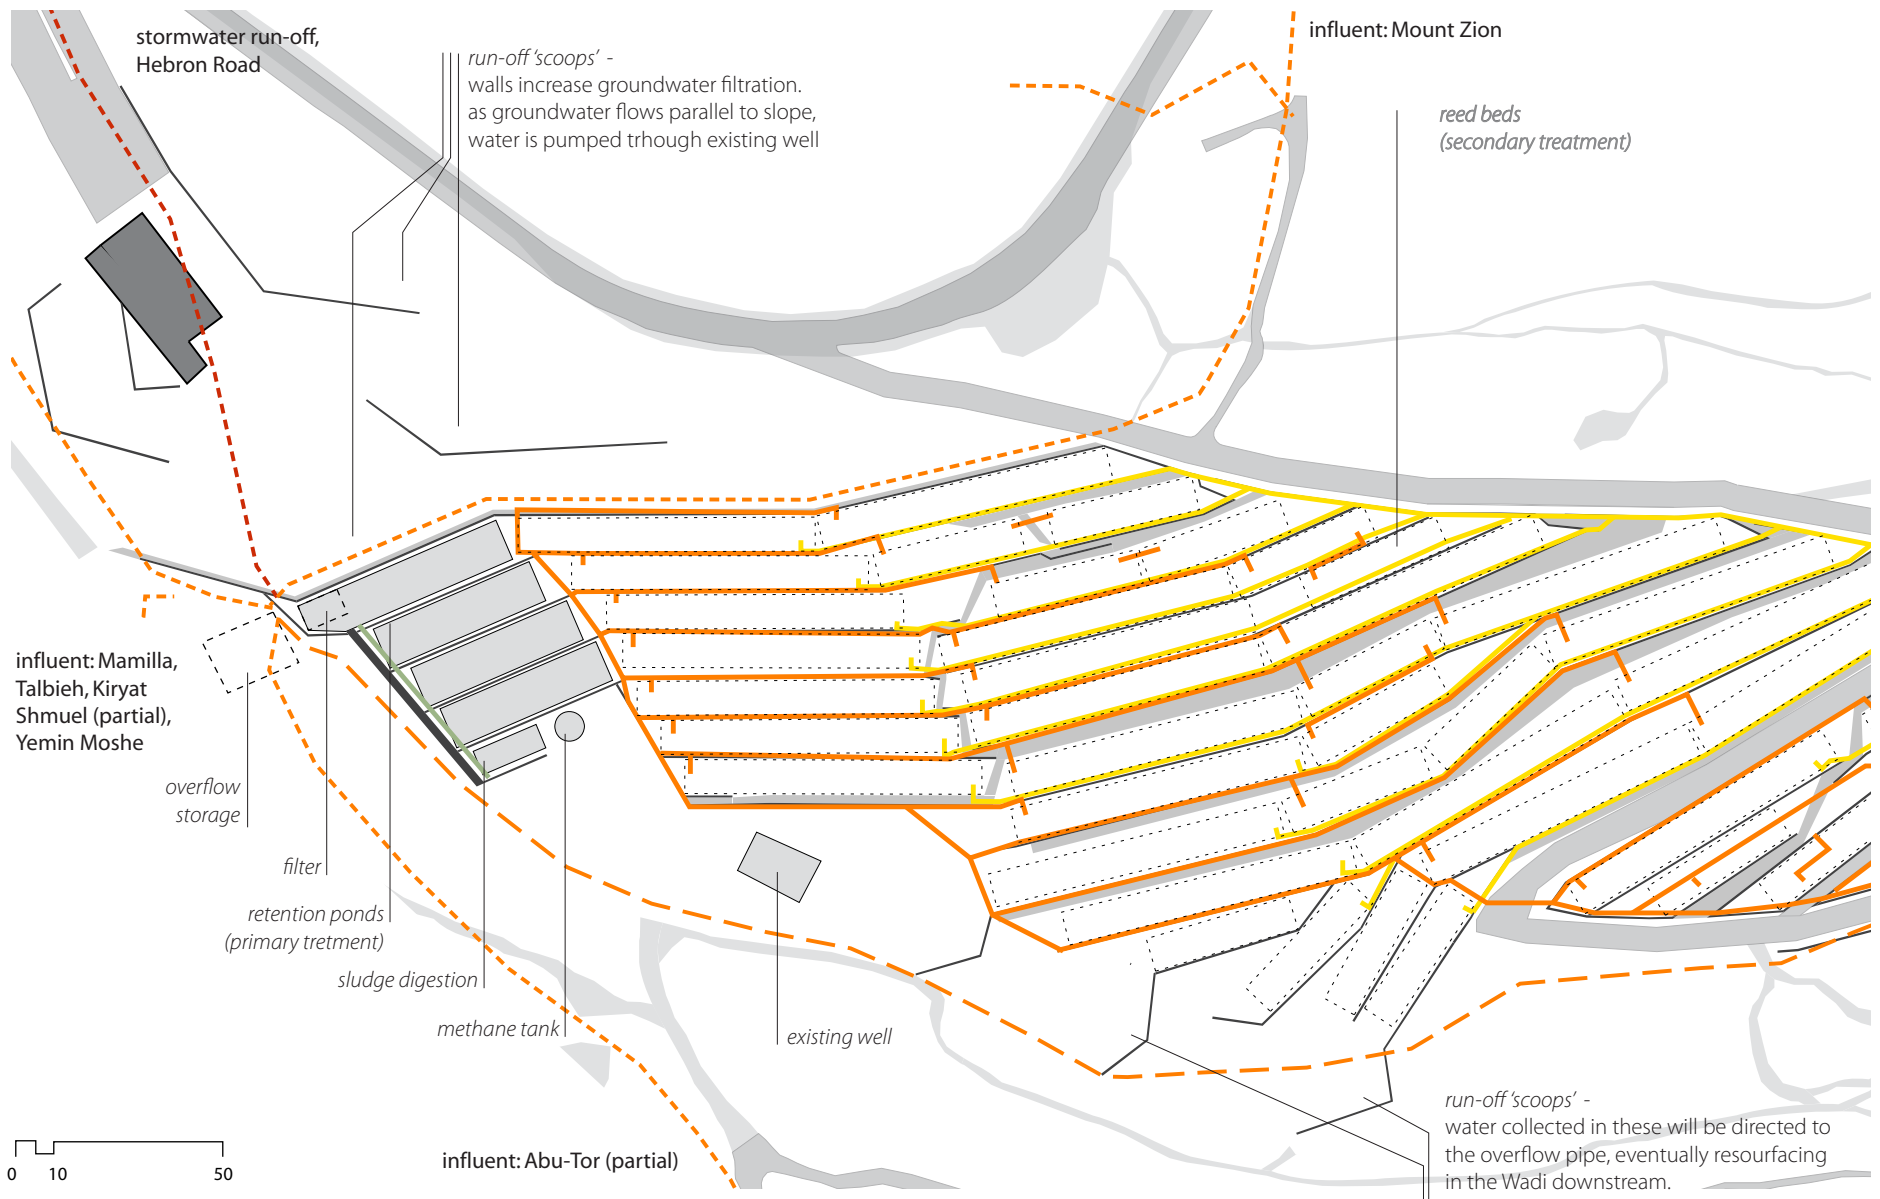 stormwater run-off,
Hebron Road
run-off ‘scoops’ -
walls increase groundwater filtration.
as groundwater flows parallel to slope,
water is pumped trhough existing well
influent: Mount Zion
reed beds
(secondary treatment)
influent: Mamilla,
Talbieh, Kiryat
Shmuel (partial),
Yemin Moshe
overflow
storage
filter
retention ponds
(primary tretment)
sludge digestion
methane tank
existing well
influent: Abu-Tor (partial)
run-off ‘scoops’ -
water collected in these will be directed to
the overflow pipe, eventually resourfacing
in the Wadi downstream.
0 10 50